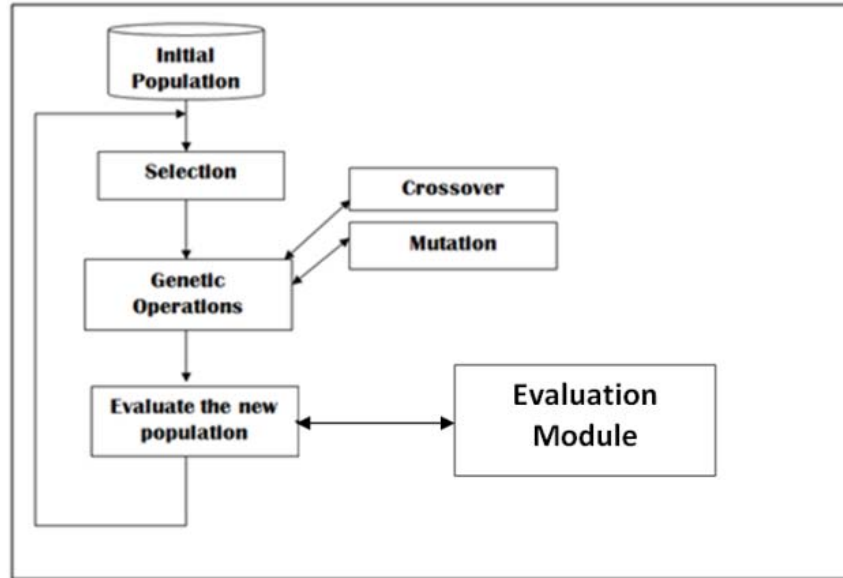 Initial
Population
Selection
Crossover
Mutation
Genetic
Operations
Evaluate the new
population
Evaluation
Module